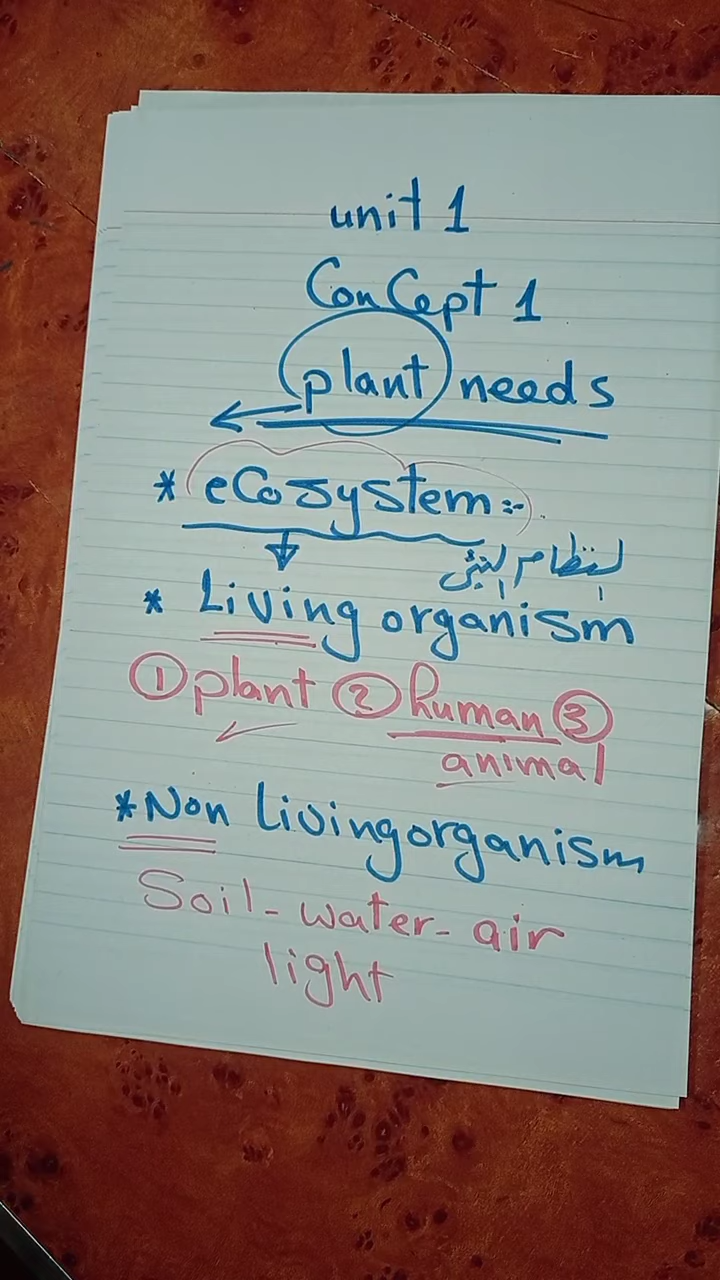 unit 1
Concept 1
plant needs
* ecosystem:-
النظام البيئي
* Living organism
① plant ② human ③
animal
* Non Livingorganism
Soil - water - air
light